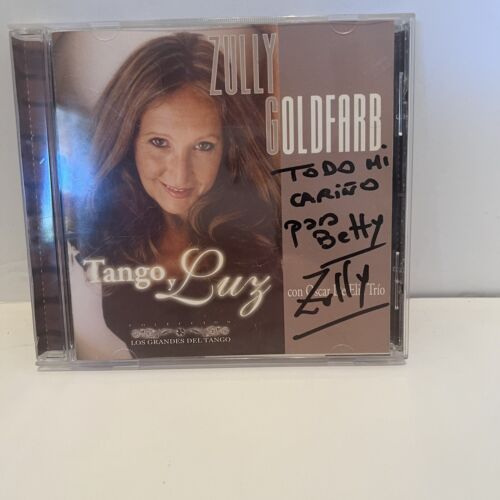 ZULLY
GOLDFARB
TODO MI
CARIÑO
para
Betty
Zully
Tango y Luz
con Oscar De Elía Trío
COLECCION
LOS GRANDES DEL TANGO